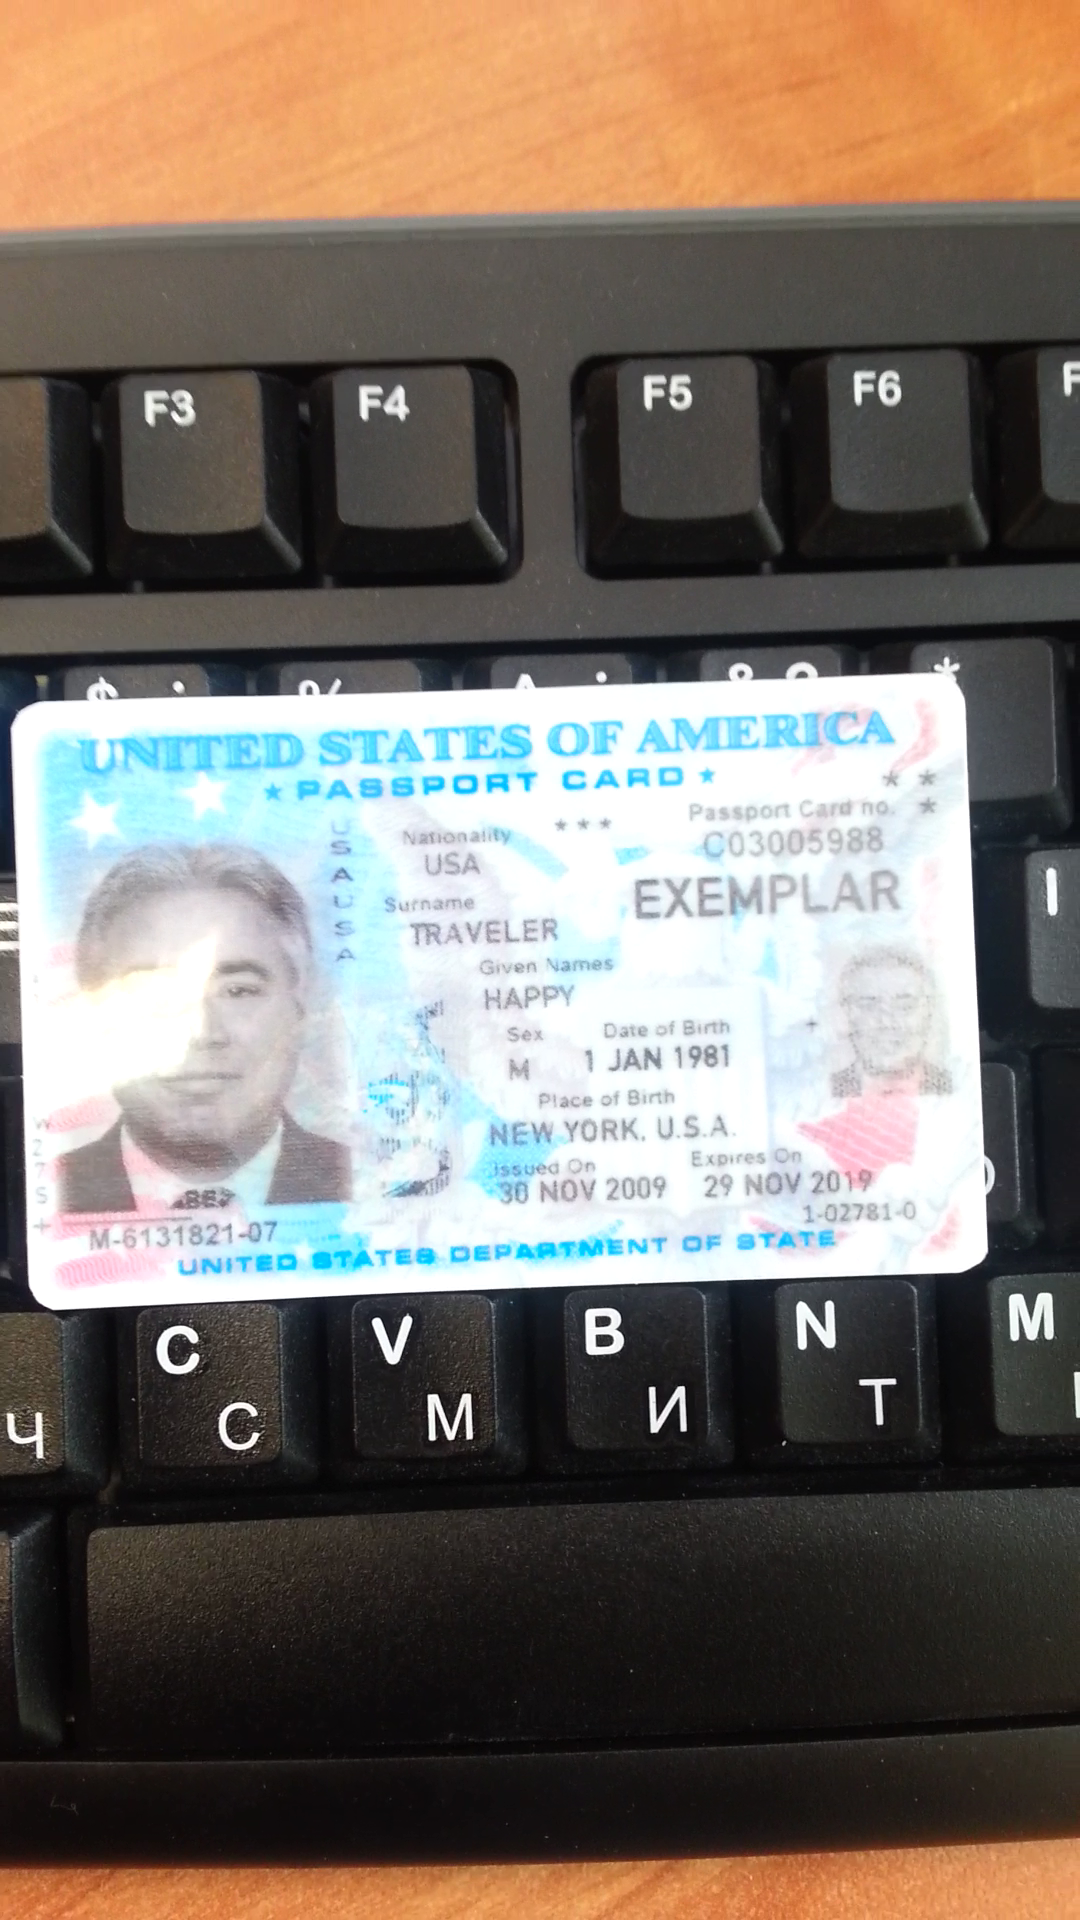 F3 F4 F5 F6 F
$ ; % ^ : & ? *
UNITED STATES OF AMERICA
★ PASSPORT CARD ★
* *
Passport Card no. *
C03005988
Nationality * * *
USA
EXEMPLAR
Surname
TRAVELER
Given Names
HAPPY
Sex Date of Birth
M 1 JAN 1981
Place of Birth
NEW YORK, U.S.A.
Issued On Expires On
30 NOV 2009 29 NOV 2019
1-02781-0
M-6131821-07
UNITED STATES DEPARTMENT OF STATE
USAUSA
C V B N M
Ч С М И Т